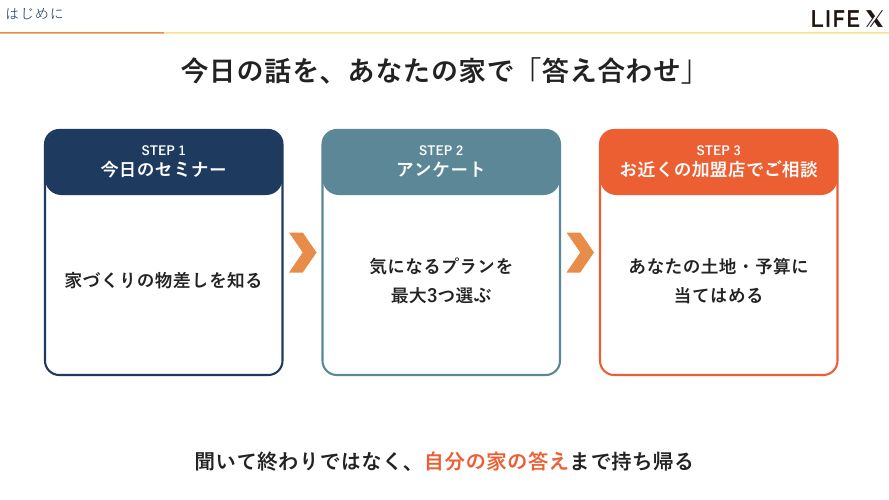 はじめに
LIFE X
今日の話を、あなたの家で「答え合わせ」
STEP 1
今日のセミナー
家づくりの物差しを知る
STEP 2
アンケート
気になるプランを
最大3つ選ぶ
STEP 3
お近くの加盟店でご相談
あなたの土地・予算に
当てはめる
聞いて終わりではなく、自分の家の答えまで持ち帰る